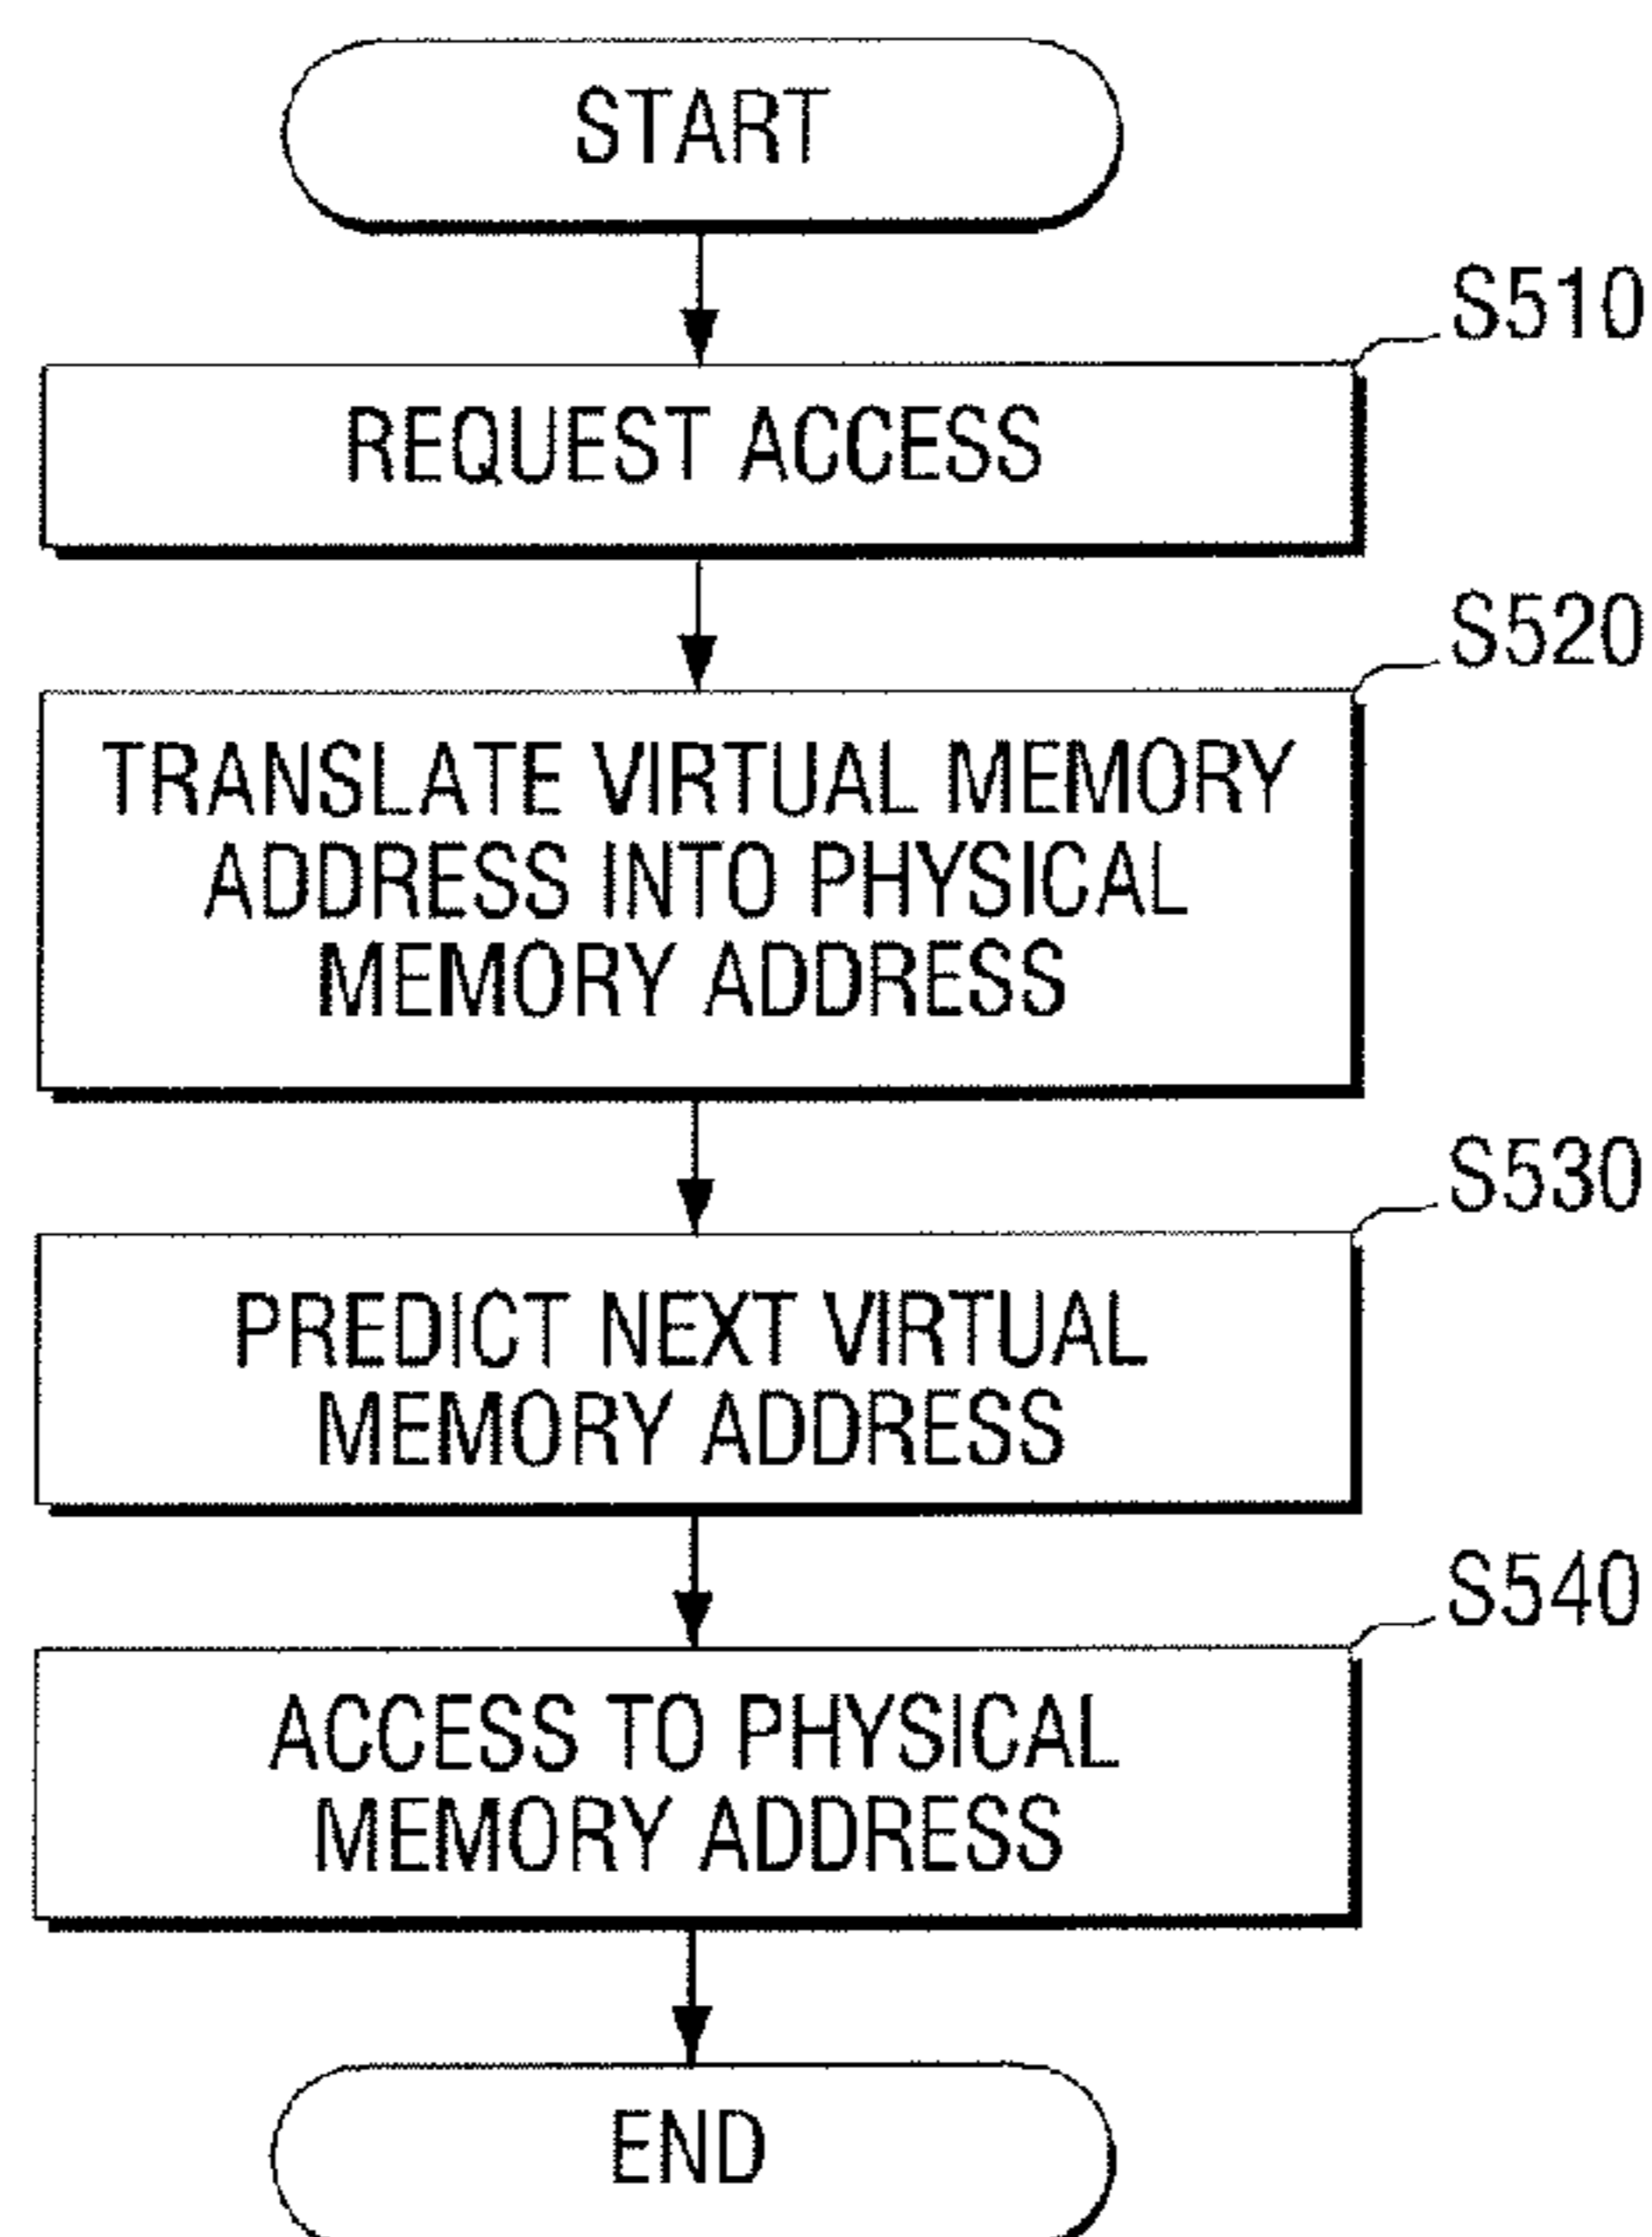 START
S510
REQUEST ACCESS
S520
TRANSLATE VIRTUAL MEMORY
ADDRESS INTO PHYSICAL
MEMORY ADDRESS
S530
PREDICT NEXT VIRTUAL
MEMORY ADDRESS
S540
ACCESS TO PHYSICAL
MEMORY ADDRESS
END